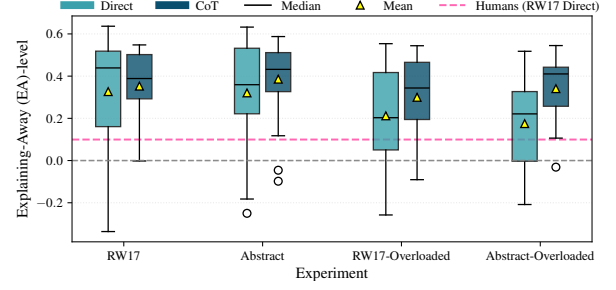 Direct CoT Median Mean Humans (RW17 Direct)
Explaining-Away (EA)-level
0.6
0.4
0.2
0.0
−0.2
RW17 Abstract RW17-Overloaded Abstract-Overloaded
Experiment